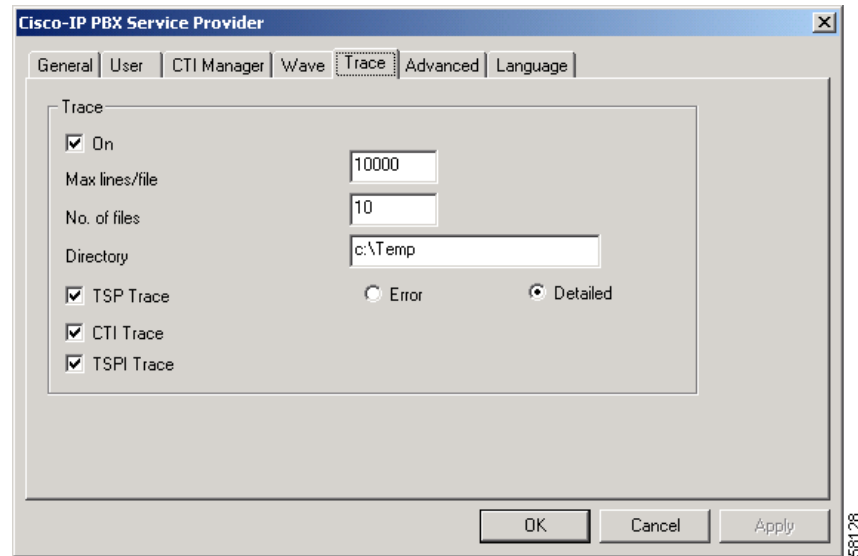 Cisco-IP PBX Service Provider
General User CTI Manager Wave Trace Advanced Language
Trace
On
Max lines/file 10000
No. of files 10
Directory c:\Temp
TSP Trace Error Detailed
CTI Trace
TSPI Trace
OK Cancel Apply
58128